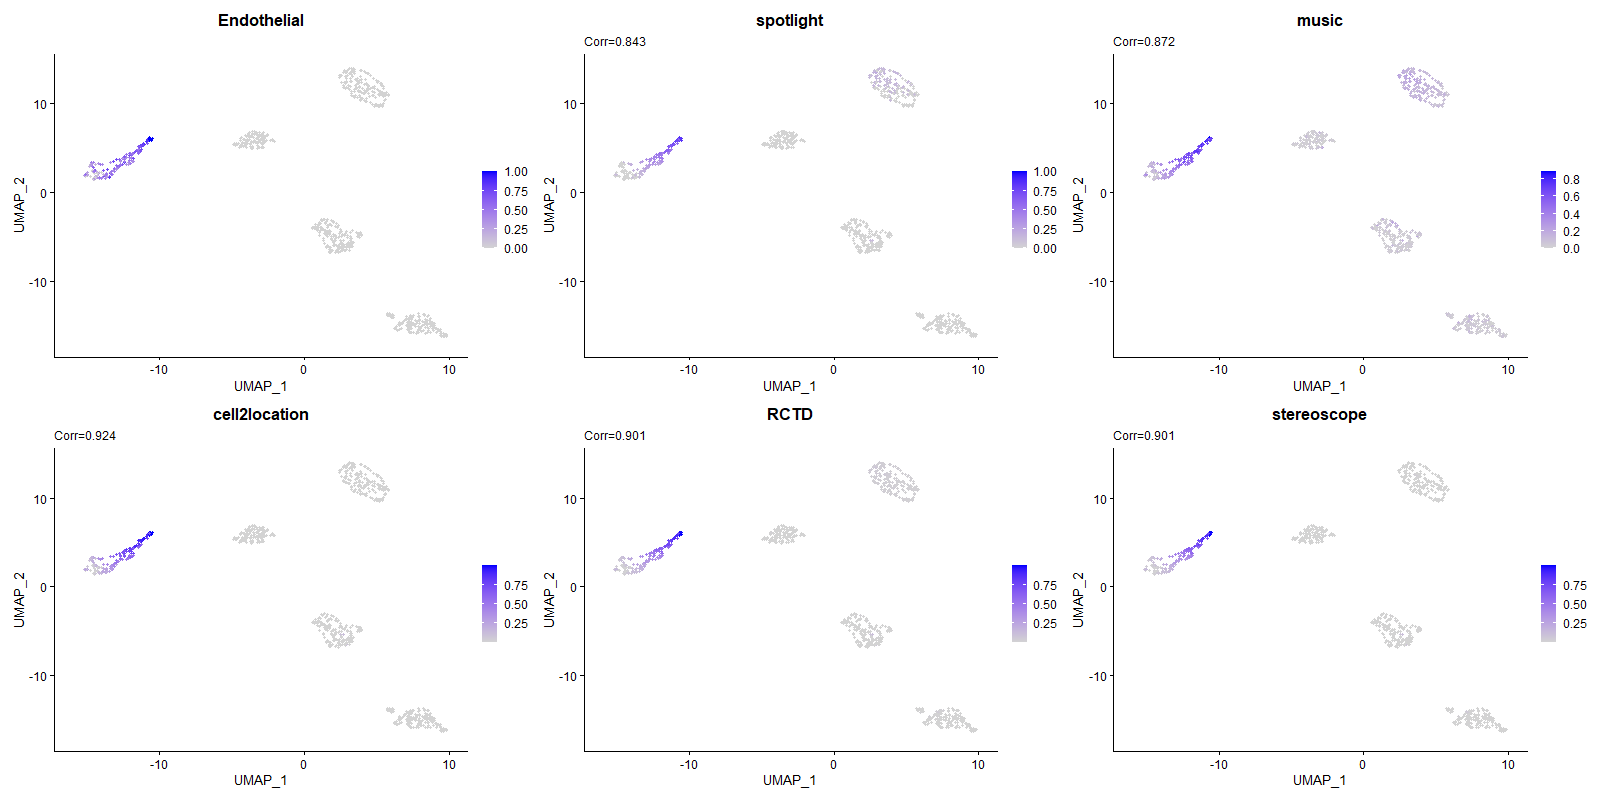 Endothelial
10
0
-10
UMAP_2
-10
0
10
UMAP_1
1.00
0.75
0.50
0.25
0.00
spotlight
Corr=0.843
10
0
-10
UMAP_2
-10
0
10
UMAP_1
1.00
0.75
0.50
0.25
0.00
music
Corr=0.872
10
0
-10
UMAP_2
-10
0
10
UMAP_1
0.8
0.6
0.4
0.2
0.0
cell2location
Corr=0.924
10
0
-10
UMAP_2
-10
0
10
UMAP_1
0.75
0.50
0.25
RCTD
Corr=0.901
10
0
-10
UMAP_2
-10
0
10
UMAP_1
0.75
0.50
0.25
stereoscope
Corr=0.901
10
0
-10
UMAP_2
-10
0
10
UMAP_1
0.75
0.50
0.25